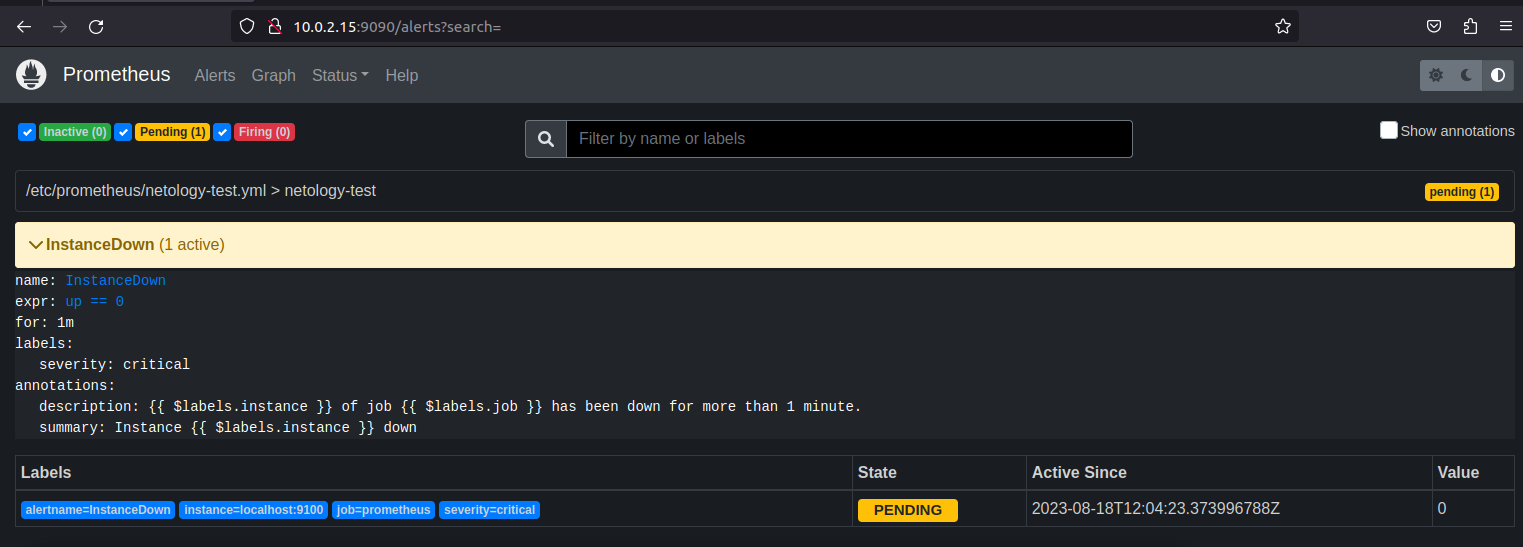 10.0.2.15:9090/alerts?search=
Prometheus Alerts Graph Status Help
Inactive (0) Pending (1) Firing (0) Filter by name or labels Show annotations
/etc/prometheus/netology-test.yml > netology-test pending (1)
InstanceDown (1 active)
name: InstanceDown
expr: up == 0
for: 1m
labels:
severity: critical
annotations:
description: {{ $labels.instance }} of job {{ $labels.job }} has been down for more than 1 minute.
summary: Instance {{ $labels.instance }} down
Labels State Active Since Value
alertname=InstanceDown instance=localhost:9100 job=prometheus severity=critical PENDING 2023-08-18T12:04:23.373996788Z 0